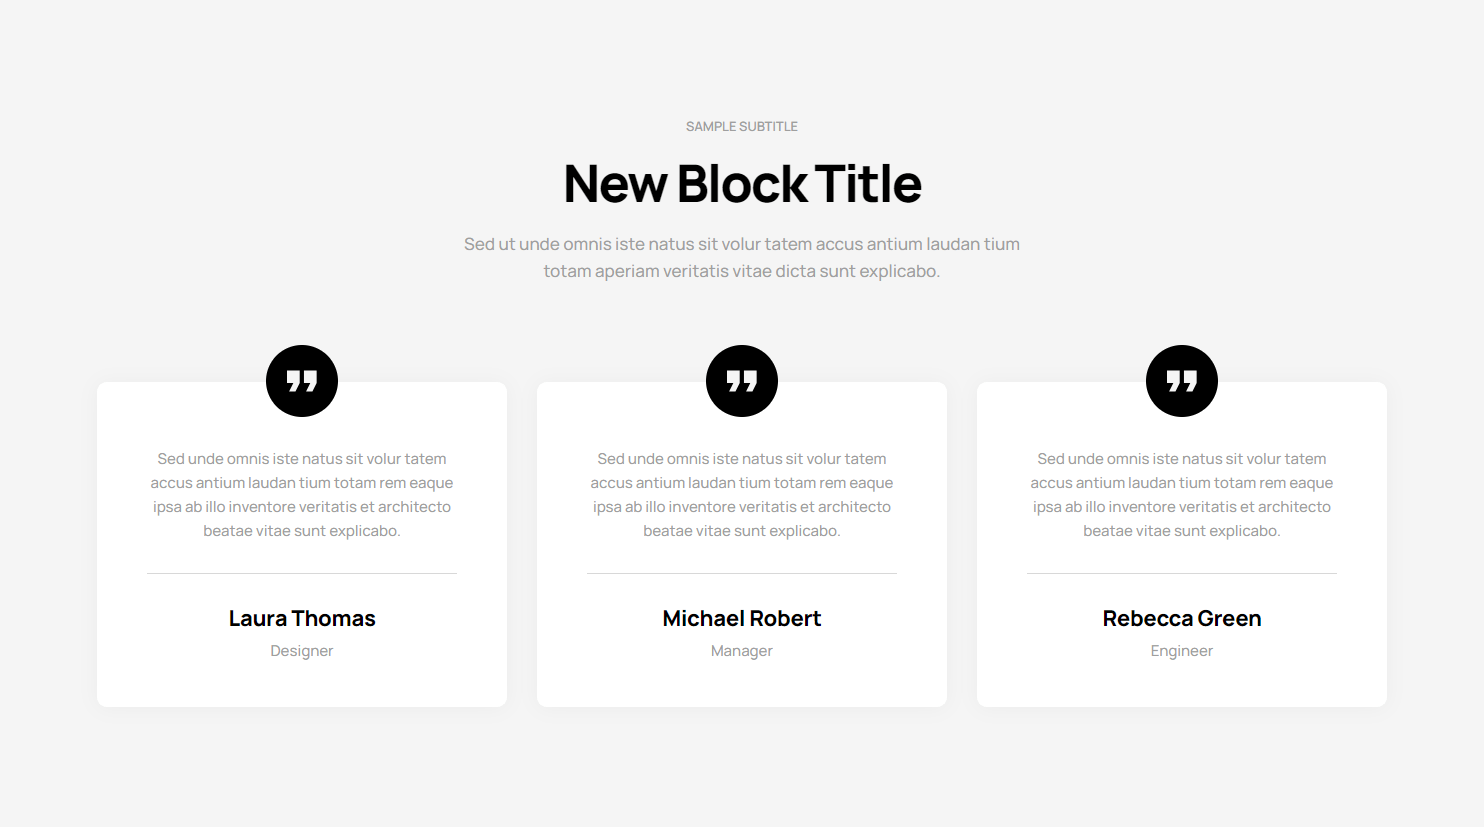 SAMPLE SUBTITLE
New Block Title
Sed ut unde omnis iste natus sit volur tatem accus antium laudan tium
totam aperiam veritatis vitae dicta sunt explicabo.
Sed unde omnis iste natus sit volur tatem
accus antium laudan tium totam rem eaque
ipsa ab illo inventore veritatis et architecto
beatae vitae sunt explicabo.
Laura Thomas
Designer
Sed unde omnis iste natus sit volur tatem
accus antium laudan tium totam rem eaque
ipsa ab illo inventore veritatis et architecto
beatae vitae sunt explicabo.
Michael Robert
Manager
Sed unde omnis iste natus sit volur tatem
accus antium laudan tium totam rem eaque
ipsa ab illo inventore veritatis et architecto
beatae vitae sunt explicabo.
Rebecca Green
Engineer